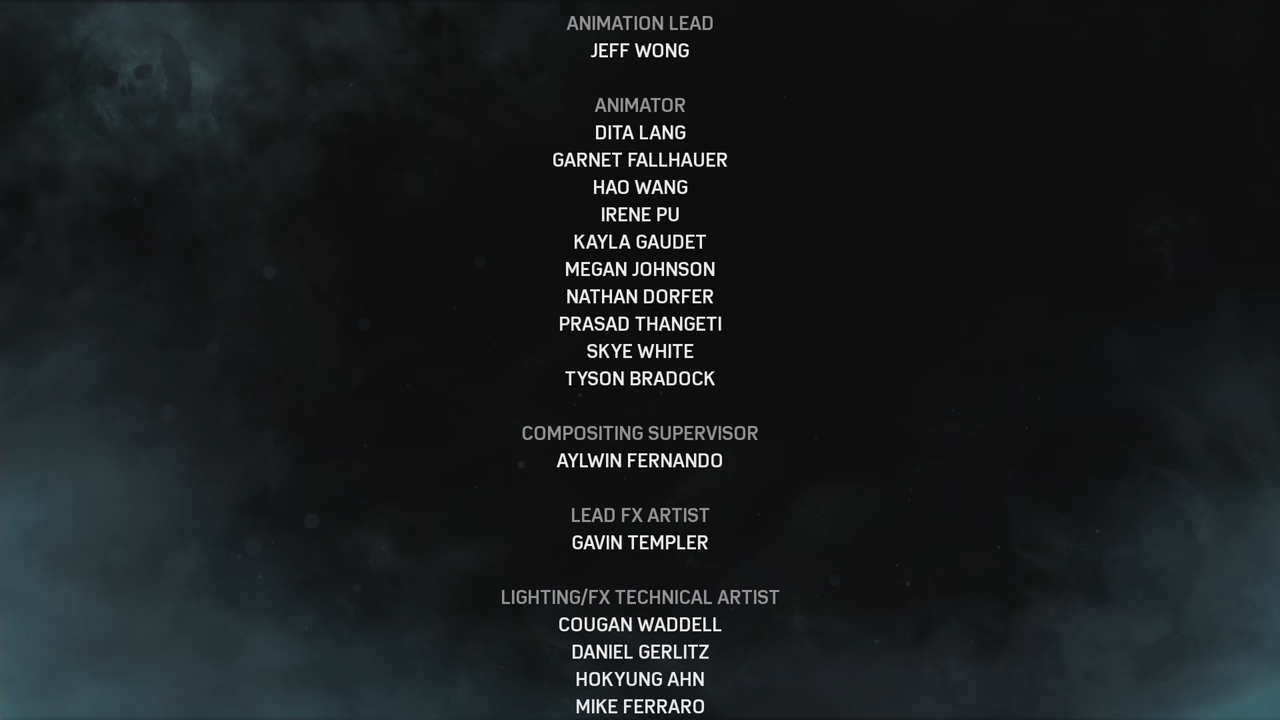 ANIMATION LEAD
JEFF WONG
ANIMATOR
DITA LANG
GARNET FALLHAUER
HAO WANG
IRENE PU
KAYLA GAUDET
MEGAN JOHNSON
NATHAN DORFER
PRASAD THANGETI
SKYE WHITE
TYSON BRADOCK
COMPOSITING SUPERVISOR
AYLWIN FERNANDO
LEAD FX ARTIST
GAVIN TEMPLER
LIGHTING/FX TECHNICAL ARTIST
COUGAN WADDELL
DANIEL GERLITZ
HOKYUNG AHN
MIKE FERRARO